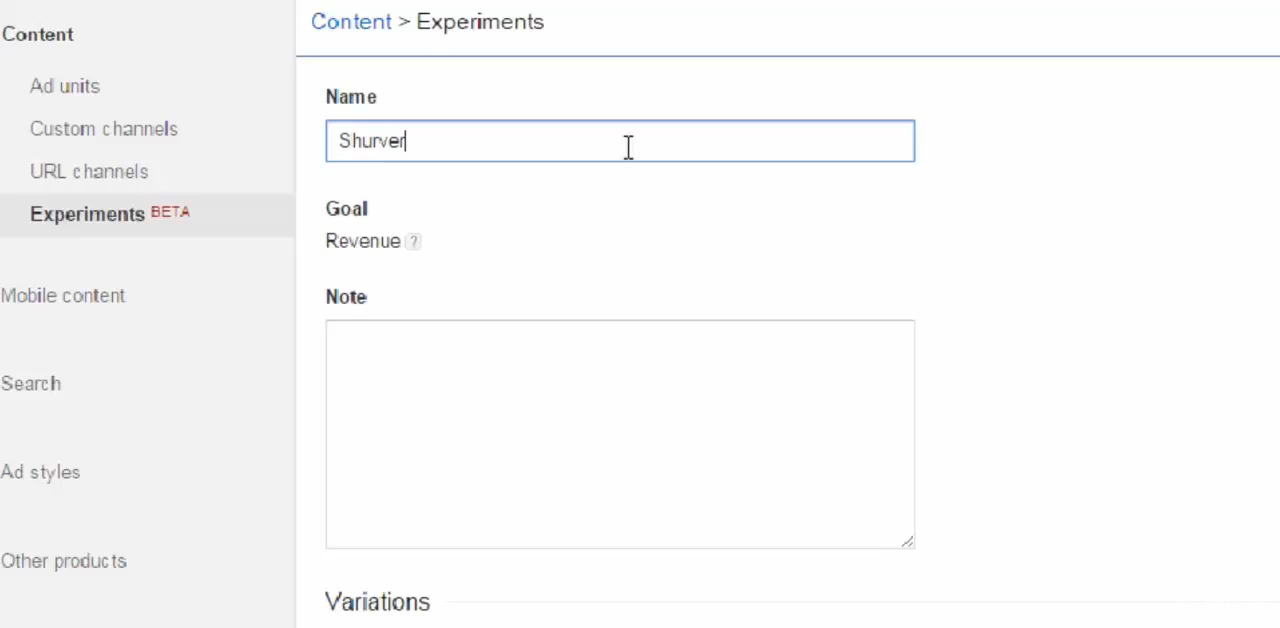 Content
Ad units
Custom channels
URL channels
Experiments BETA
Mobile content
Search
Ad styles
Other products
Content > Experiments
Name
Shurver
Goal
Revenue ?
Note
Variations